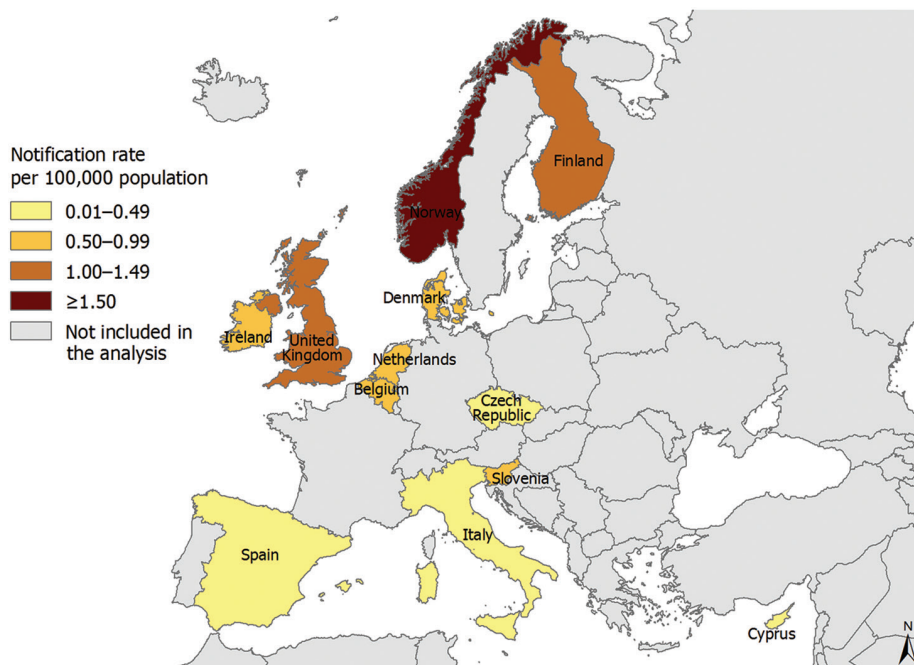 Notification rate
per 100,000 population
0.01–0.49
0.50–0.99
1.00–1.49
≥1.50
Not included in
the analysis
Finland
Norway
Denmark
Ireland
United
Kingdom
Netherlands
Belgium
Czech
Republic
Slovenia
Italy
Spain
Cyprus
N